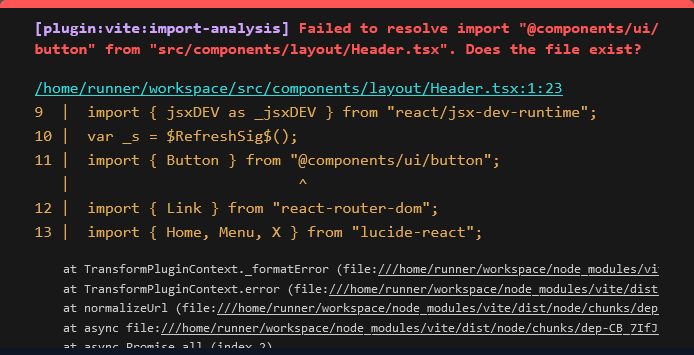 [plugin:vite:import-analysis] Failed to resolve import "@components/ui/
button" from "src/components/layout/Header.tsx". Does the file exist?
/home/runner/workspace/src/components/layout/Header.tsx:1:23
9  |  import { jsxDEV as _jsxDEV } from "react/jsx-dev-runtime";
10 |  var _s = $RefreshSig$();
11 |  import { Button } from "@components/ui/button";
   |                         ^
12 |  import { Link } from "react-router-dom";
13 |  import { Home, Menu, X } from "lucide-react";
at TransformPluginContext._formatError (file:///home/runner/workspace/node_modules/vit
at TransformPluginContext.error (file:///home/runner/workspace/node_modules/vite/dist
at normalizeUrl (file:///home/runner/workspace/node_modules/vite/dist/node/chunks/dep
at async file:///home/runner/workspace/node_modules/vite/dist/node/chunks/dep-CB_7IfJ
at async Promise.all (index 2)